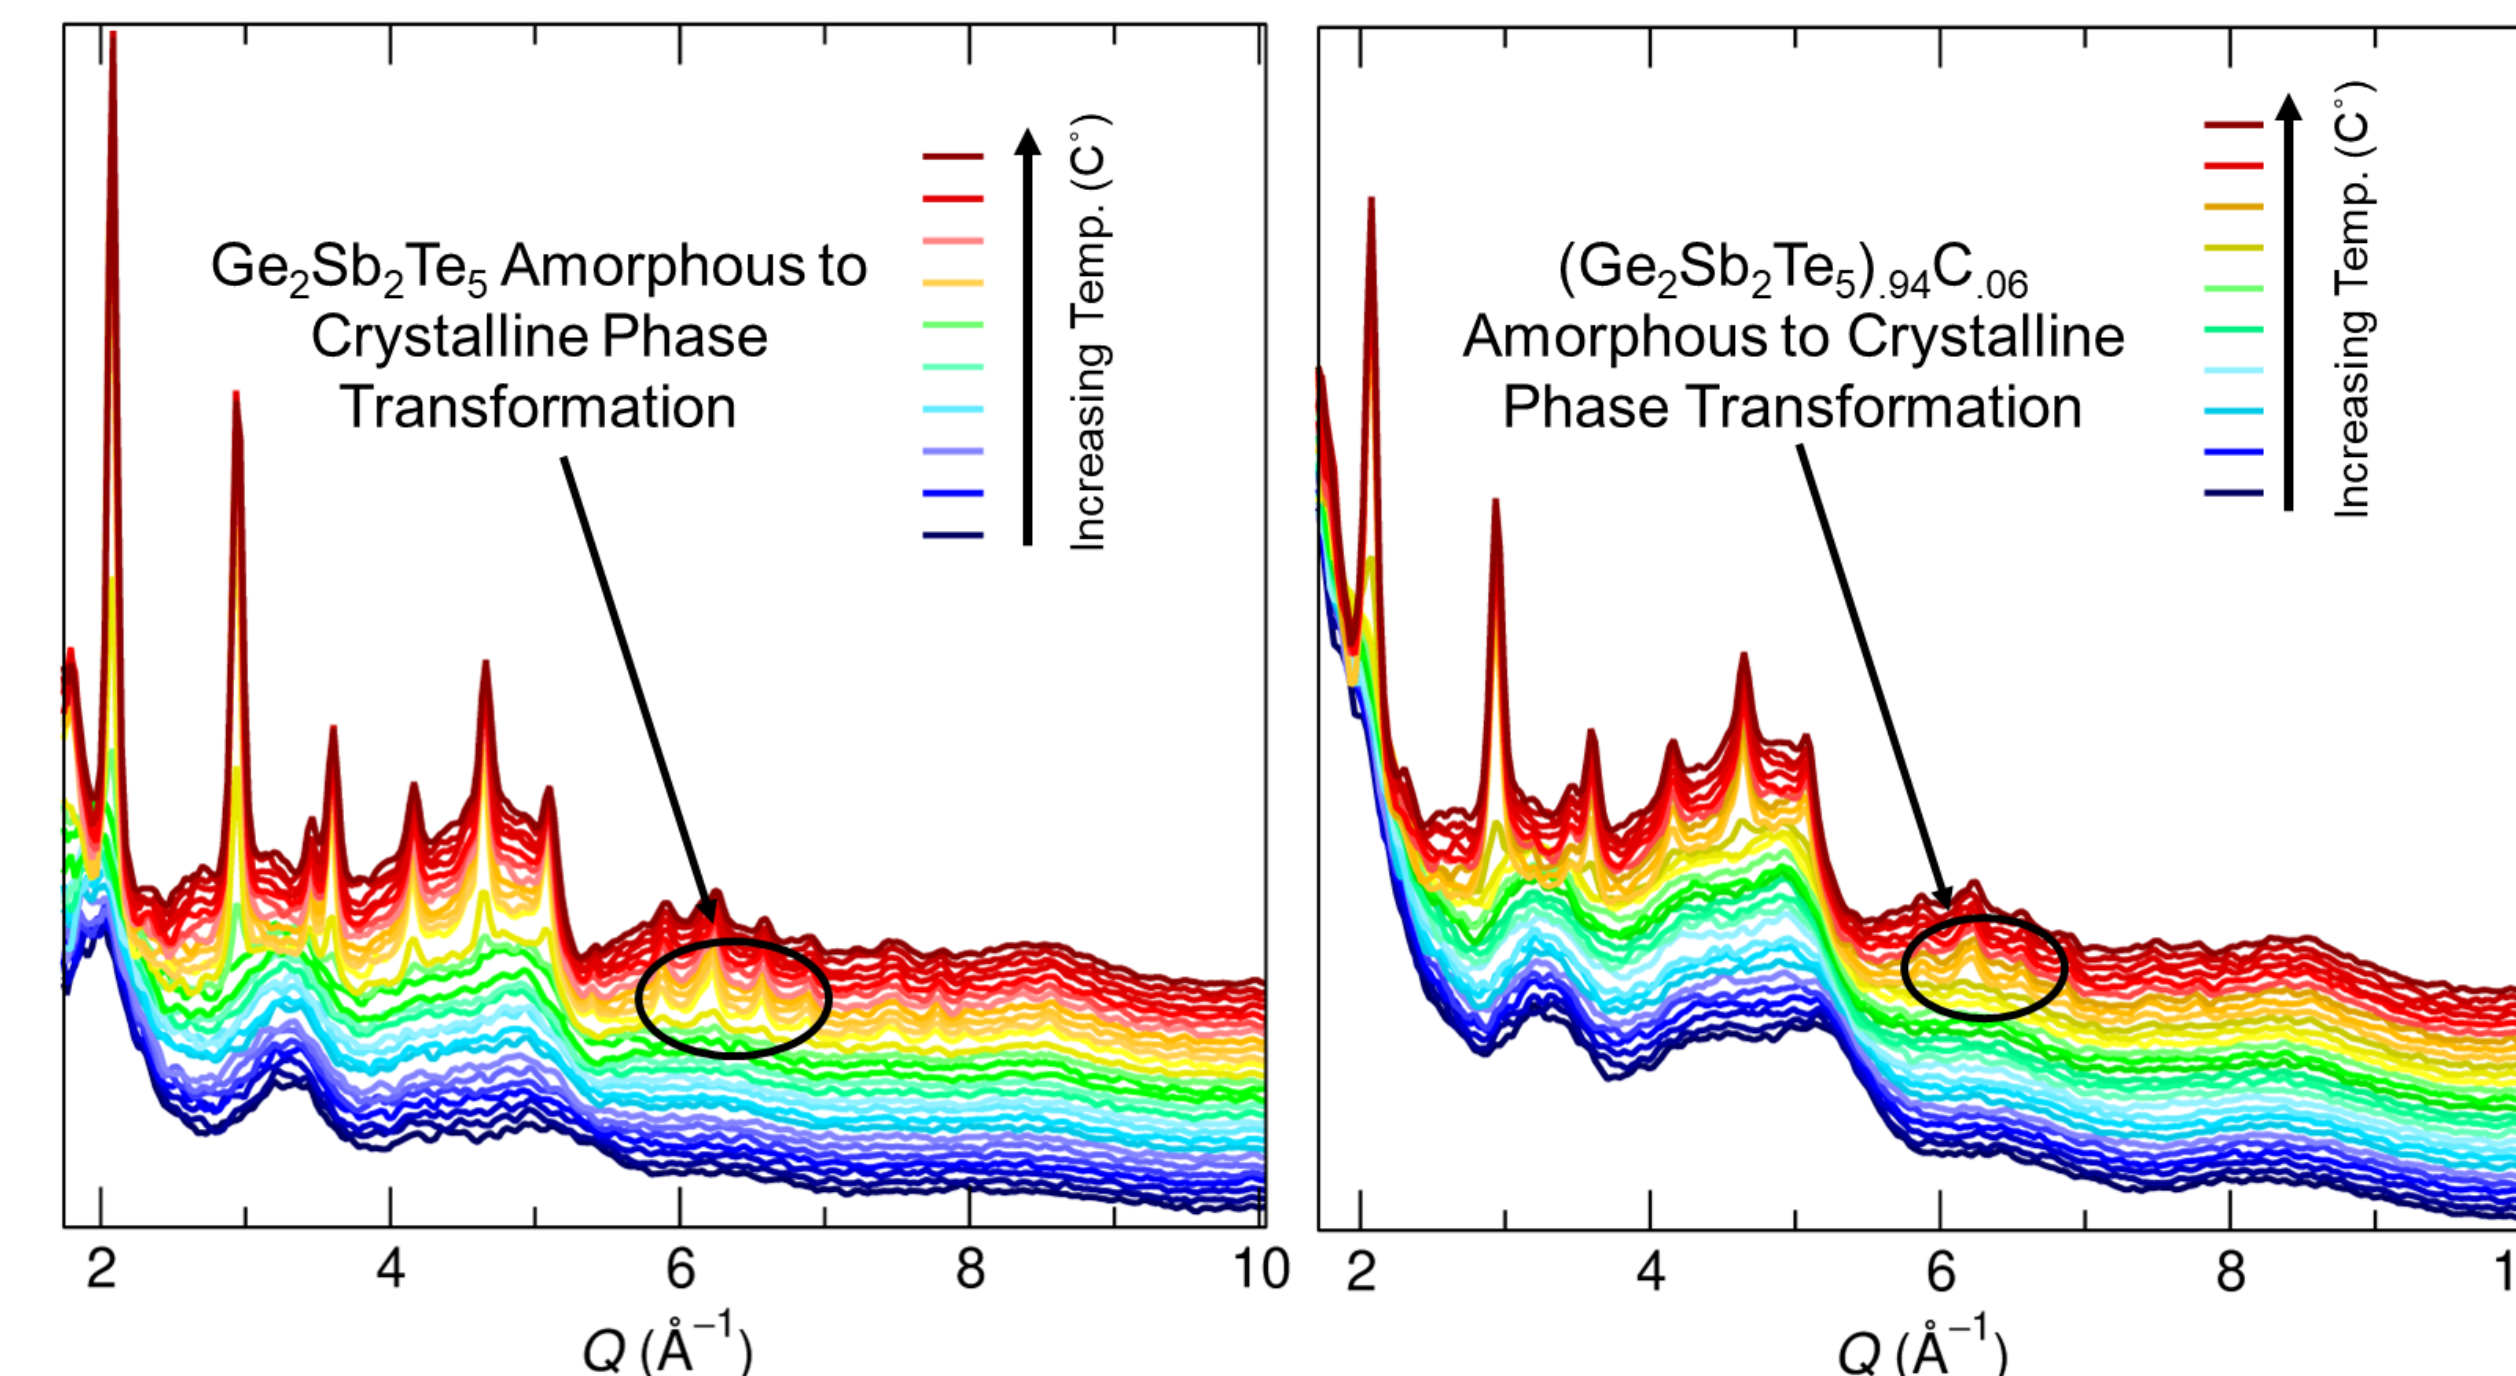 Ge₂Sb₂Te₅ Amorphous to
Crystalline Phase
Transformation
Increasing Temp. (C°)
2 4 6 8 10
Q (Å⁻¹)
(Ge₂Sb₂Te₅).₉₄C.₀₆
Amorphous to Crystalline
Phase Transformation
Increasing Temp. (C°)
2 4 6 8 1
Q (Å⁻¹)